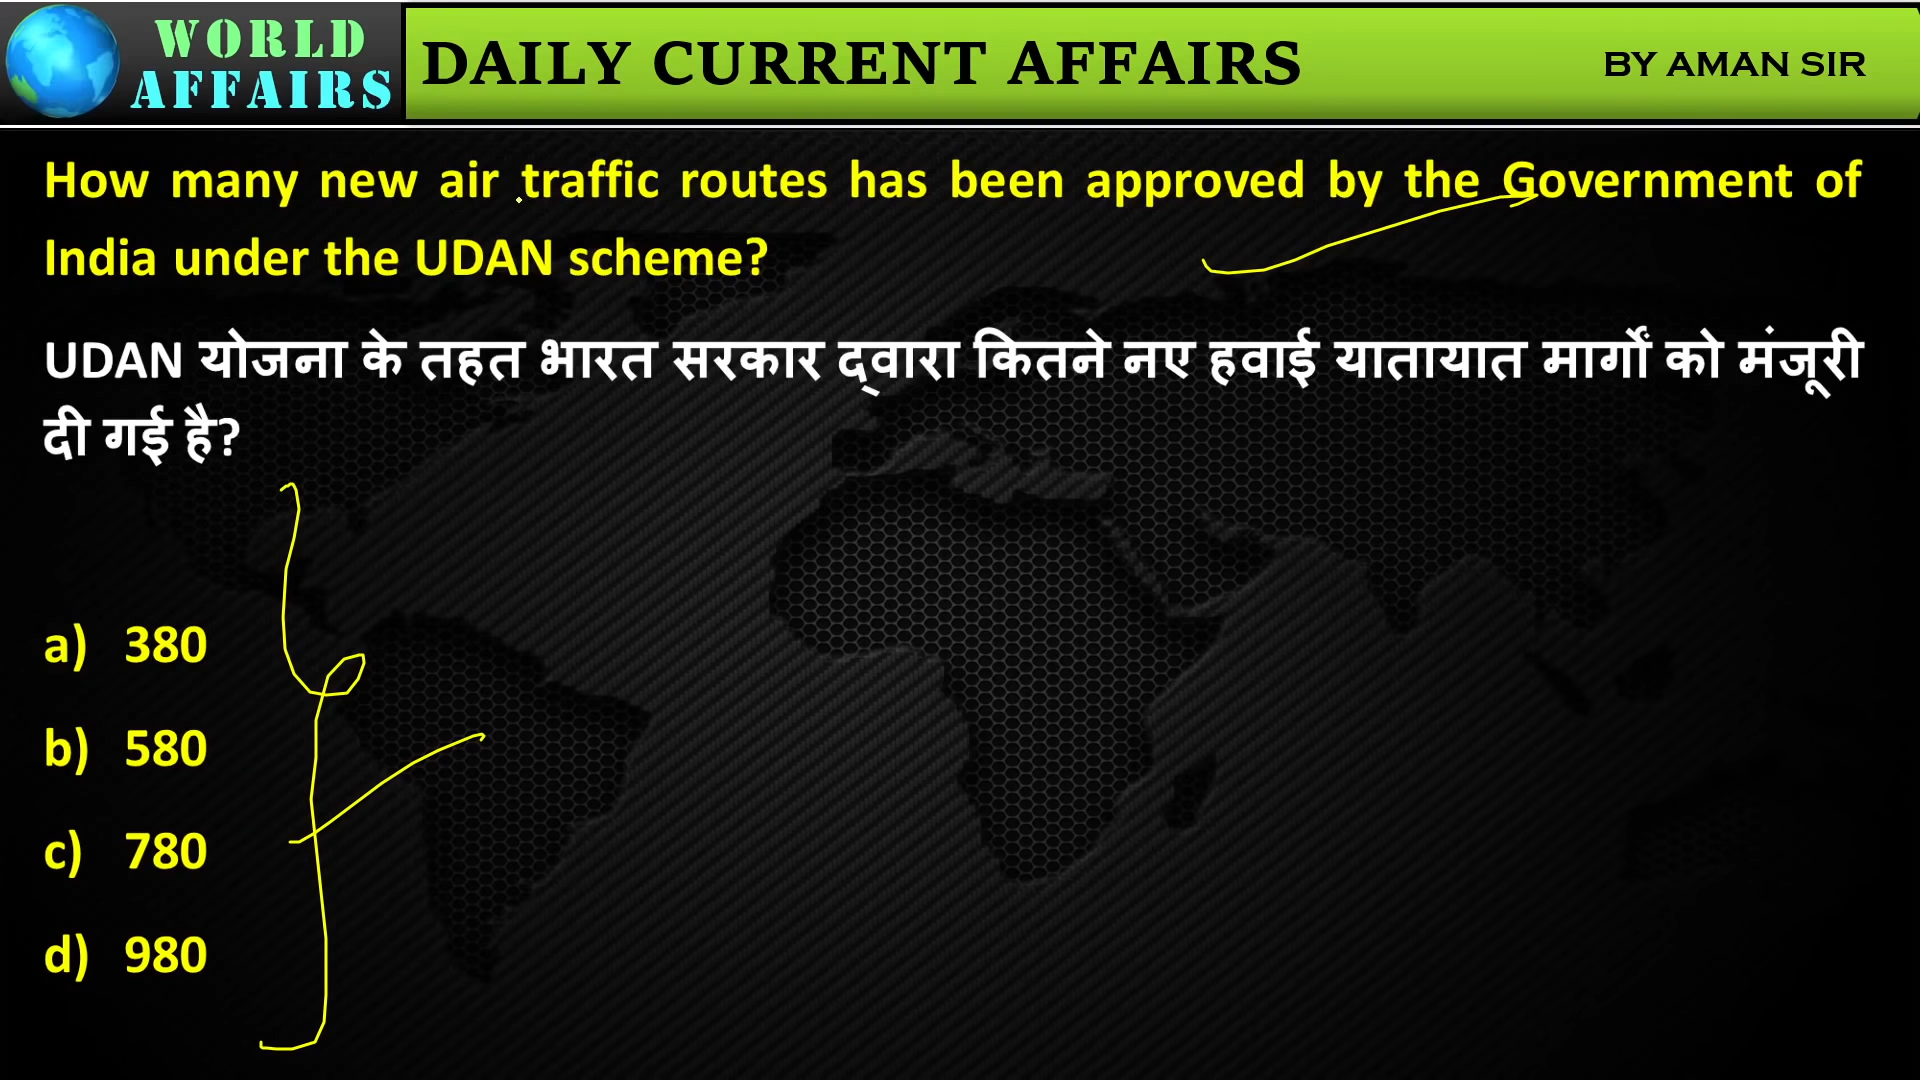 WORLD
AFFAIRS
DAILY CURRENT AFFAIRS
BY AMAN SIR
How many new air traffic routes has been approved by the Government of
India under the UDAN scheme?
UDAN योजना के तहत भारत सरकार द्वारा कितने नए हवाई यातायात मार्गों को मंजूरी
दी गई है?
a) 380
b) 580
c) 780
d) 980